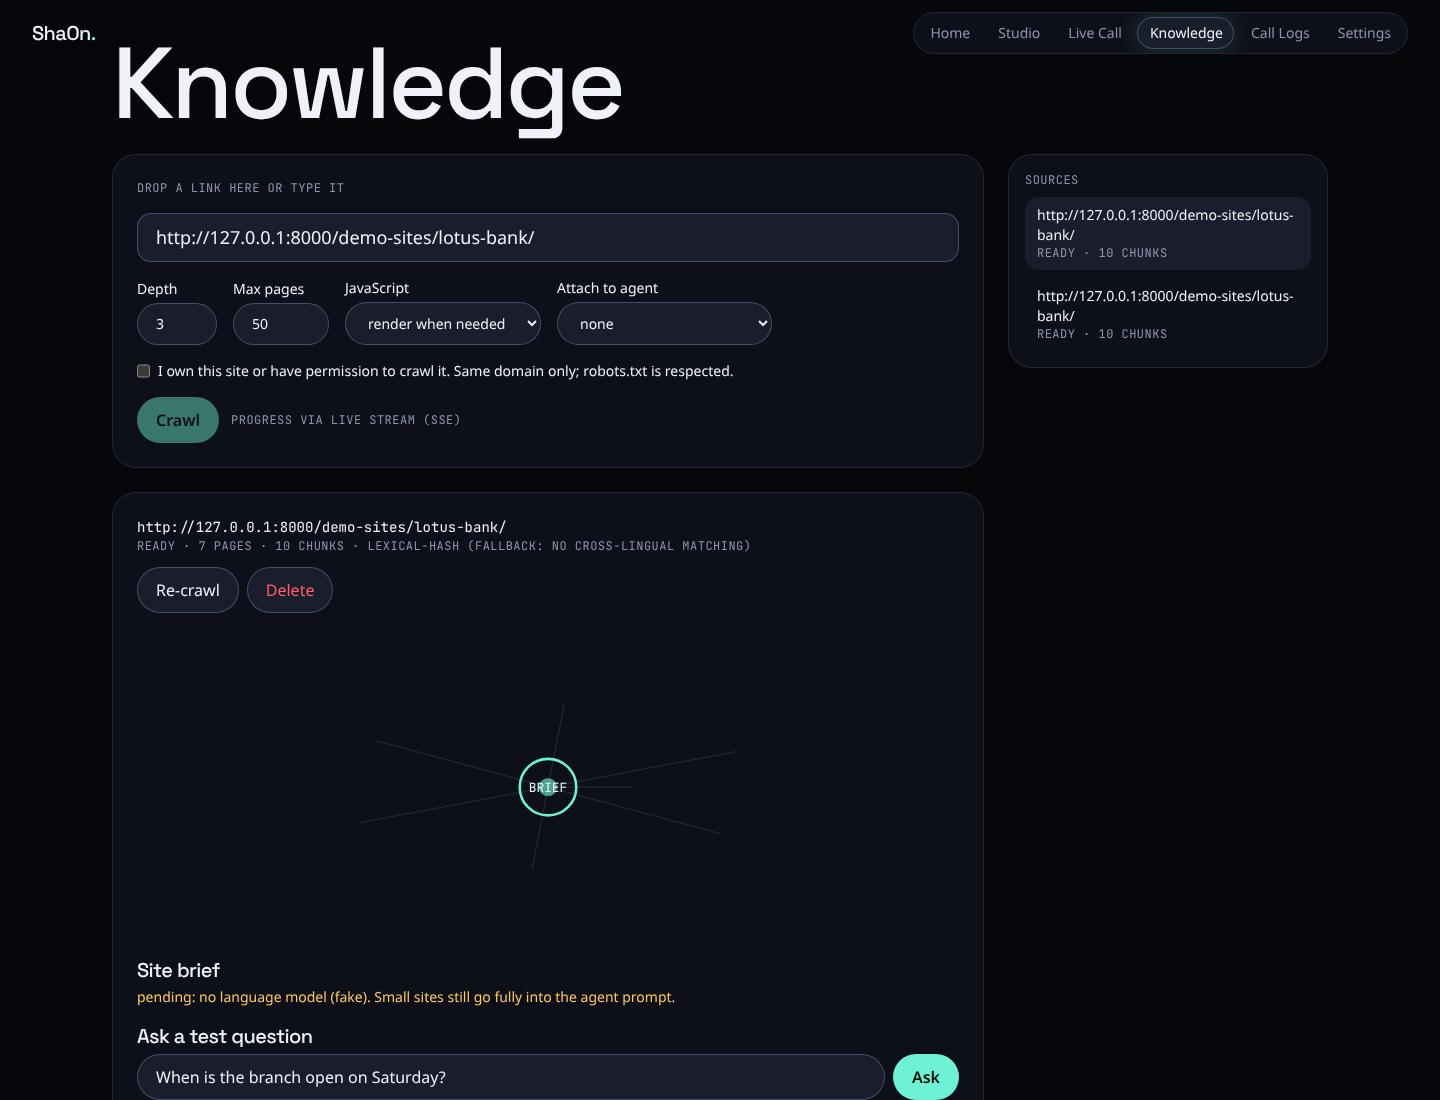 ShaOn.
Home
Studio
Live Call
Knowledge
Call Logs
Settings
Knowledge
DROP A LINK HERE OR TYPE IT
http://127.0.0.1:8000/demo-sites/lotus-bank/
Depth
Max pages
JavaScript
Attach to agent
3
50
render when needed
none
I own this site or have permission to crawl it. Same domain only; robots.txt is respected.
Crawl
PROGRESS VIA LIVE STREAM (SSE)
SOURCES
http://127.0.0.1:8000/demo-sites/lotus-
bank/
READY · 10 CHUNKS
http://127.0.0.1:8000/demo-sites/lotus-
bank/
READY · 10 CHUNKS
http://127.0.0.1:8000/demo-sites/lotus-bank/
READY · 7 PAGES · 10 CHUNKS · LEXICAL-HASH (FALLBACK: NO CROSS-LINGUAL MATCHING)
Re-crawl
Delete
BRIEF
Site brief
pending: no language model (fake). Small sites still go fully into the agent prompt.
Ask a test question
When is the branch open on Saturday?
Ask